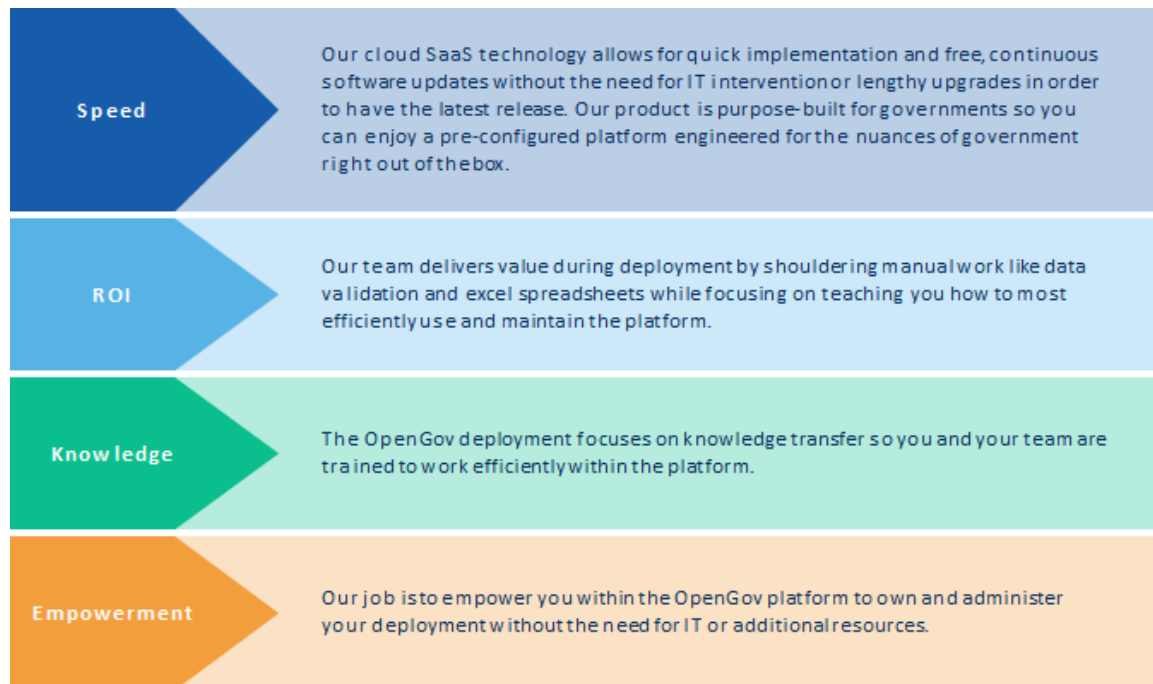 Speed
Our cloud SaaS technology allows for quick implementation and free, continuous
software updates without the need for IT intervention or lengthy upgrades in order
to have the latest release. Our product is purpose-built for governments so you
can enjoy a pre-configured platform engineered for the nuances of government
right out of the box.
ROI
Our team delivers value during deployment by shouldering manual work like data
validation and excel spreadsheets while focusing on teaching you how to most
efficiently use and maintain the platform.
Knowledge
The OpenGov deployment focuses on knowledge transfer so you and your team are
trained to work efficiently within the platform.
Empowerment
Our job is to empower you within the OpenGov platform to own and administer
your deployment without the need for IT or additional resources.